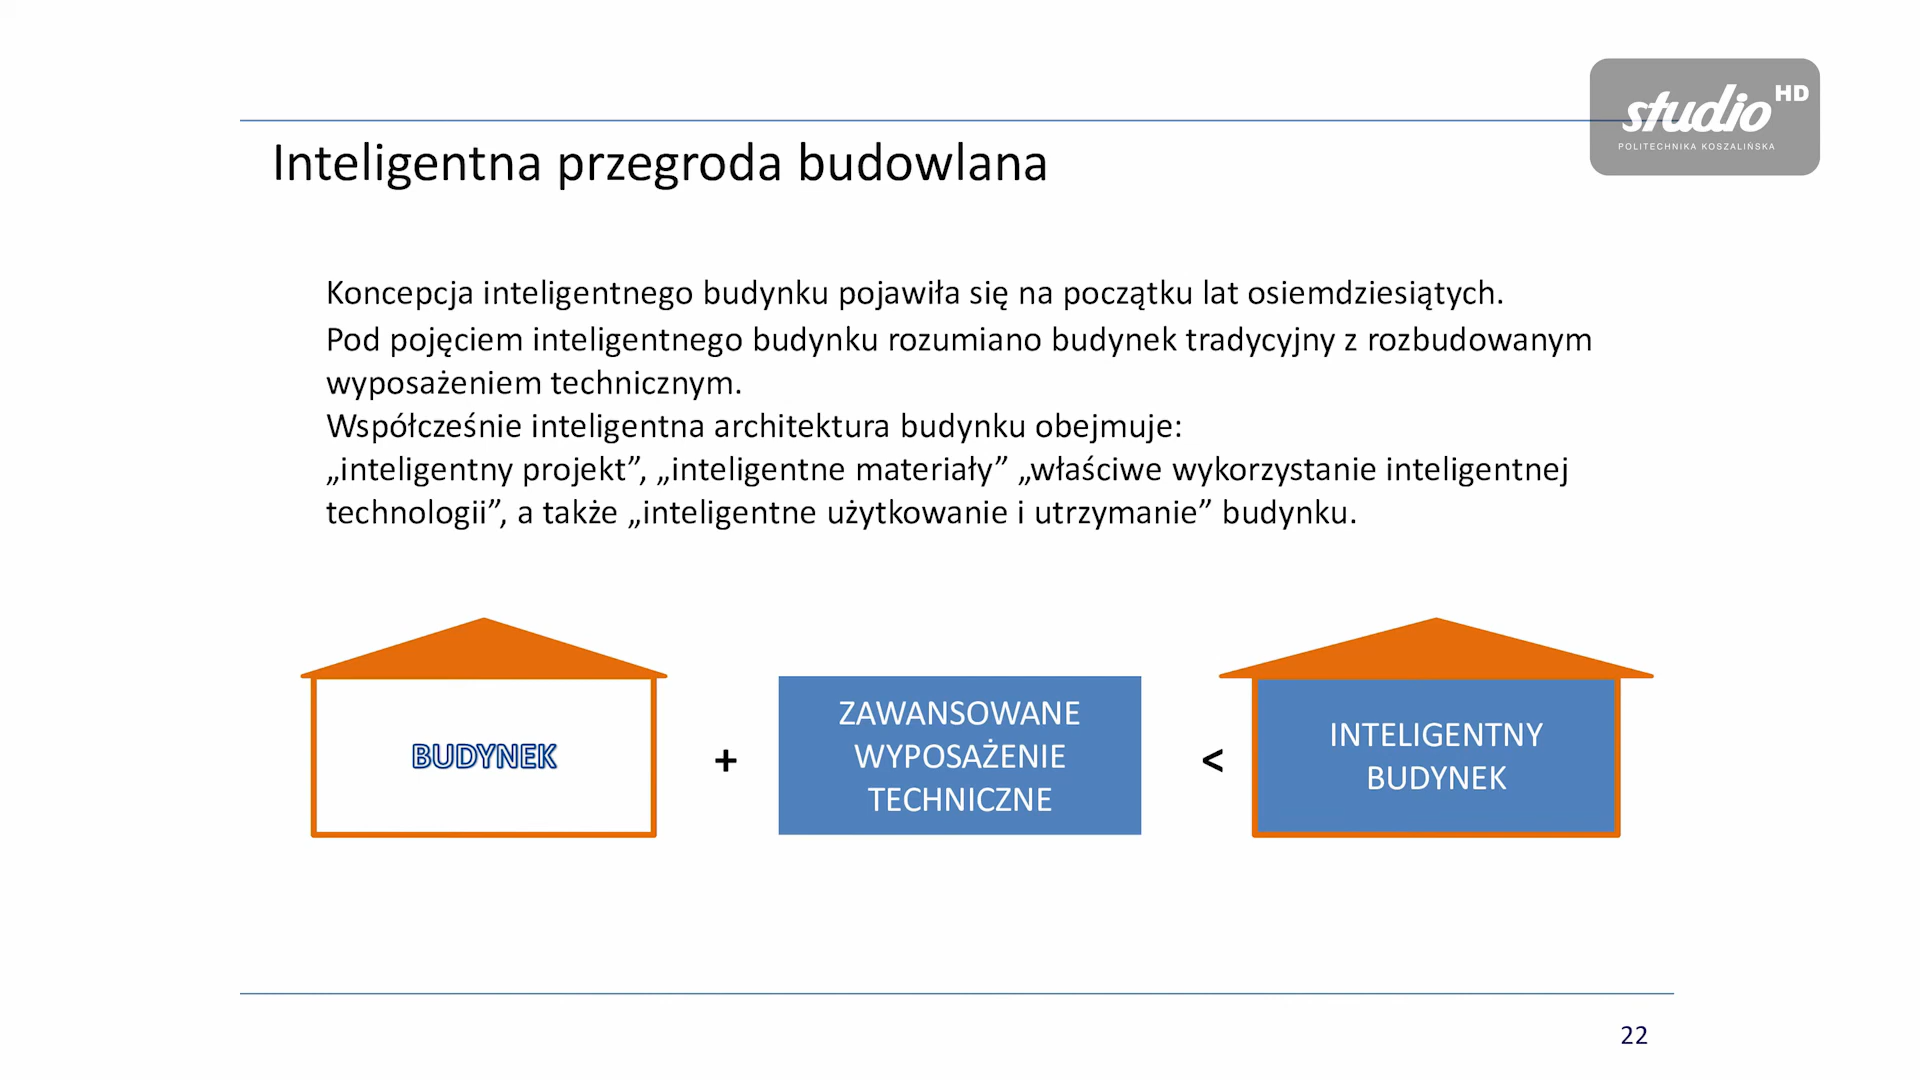 studio HD
POLITECHNIKA KOSZALIŃSKA
Inteligentna przegroda budowlana
Koncepcja inteligentnego budynku pojawiła się na początku lat osiemdziesiątych.
Pod pojęciem inteligentnego budynku rozumiano budynek tradycyjny z rozbudowanym
wyposażeniem technicznym.
Współcześnie inteligentna architektura budynku obejmuje:
„inteligentny projekt”, „inteligentne materiały” „właściwe wykorzystanie inteligentnej
technologii”, a także „inteligentne użytkowanie i utrzymanie” budynku.
BUDYNEK
+
ZAWANSOWANE
WYPOSAŻENIE
TECHNICZNE
<
INTELIGENTNY
BUDYNEK
22